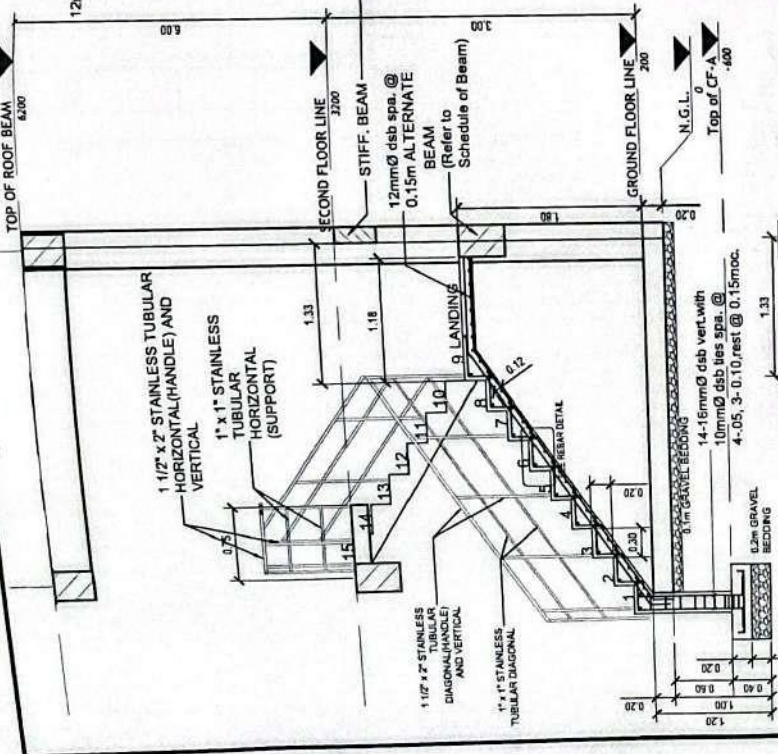 TOP OF ROOF BEAM
6200
6.00
12m
SECOND FLOOR LINE
3200
STIFF. BEAM
12mmØ dsb spa. @
0.15m ALTERNATE
BEAM
(Refer to
Schedule of Beam)
3.00
GROUND FLOOR LINE
200
N.G.L.
0
Top of CF-A
-600
1 1/2" x 2" STAINLESS TUBULAR
HORIZONTAL(HANDLE) AND
VERTICAL
1" x 1" STAINLESS
TUBULAR
HORIZONTAL
(SUPPORT)
1.33
1.18
0.75
15
14
13
12
11
10
9 LANDING
8
7
6
5
4
3
2
1
0.12
1.80
0.20
REBAR DETAIL
0.20
0.30
1 1/2" x 2" STAINLESS
TUBULAR
DIAGONAL(HANDLE)
AND VERTICAL
1" x 1" STAINLESS
TUBULAR DIAGONAL
0.1m GRAVEL BEDDING
14-16mmØ dsb vert.with
10mmØ dsb ties spa. @
4-.05, 3- 0.10,rest @ 0.15moc.
0.2m GRAVEL
BEDDING
1.33
0.20
0.20
0.60
0.40
1.00
1.20